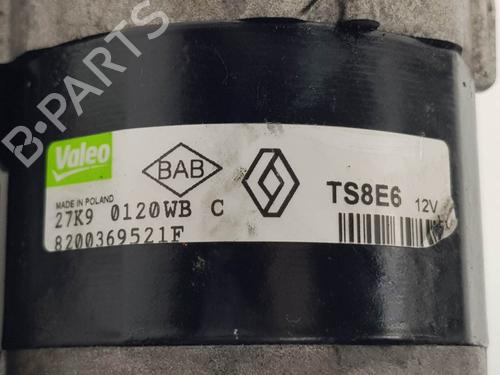 B-PARTS
Valeo
BAB
MADE IN POLAND
27K9 0120WB C
8200369521F
TS8E6 12V